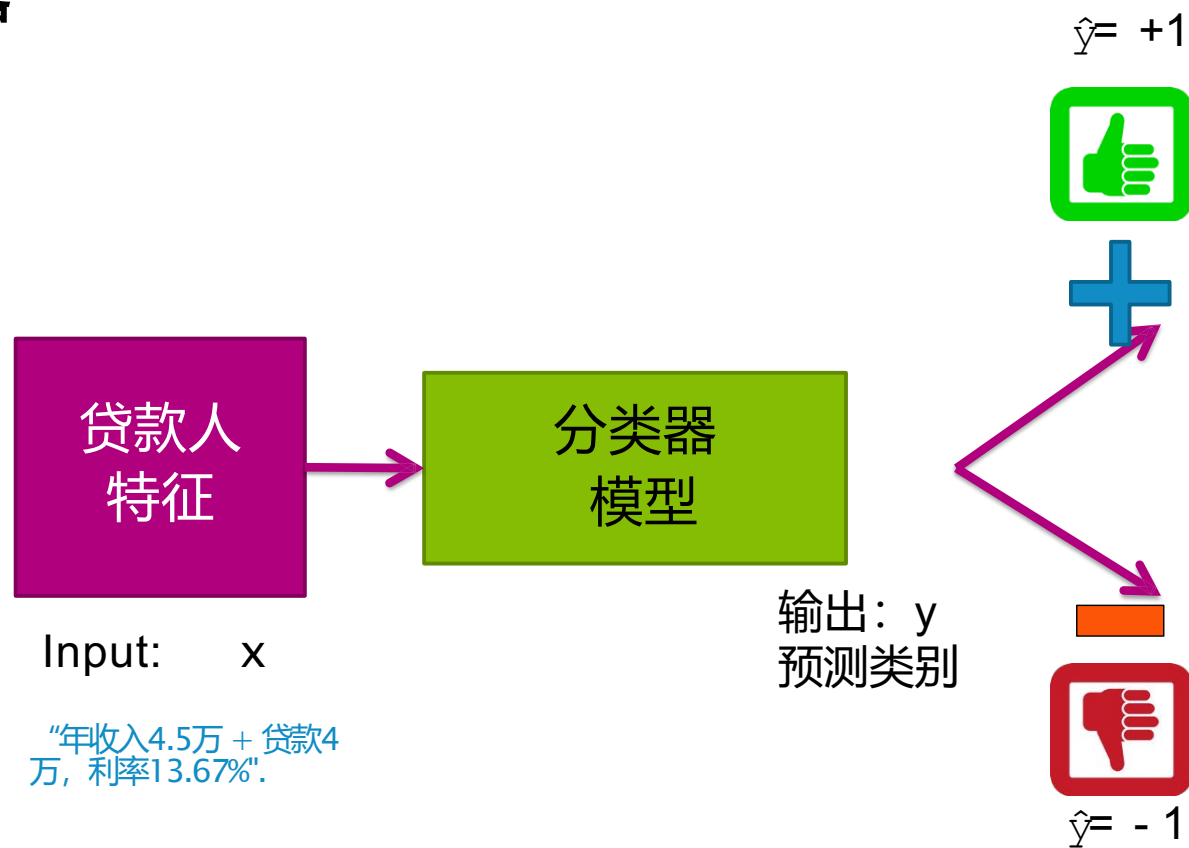 ŷ= +1
贷款人
特征
分类器
模型
输出：y
预测类别
Input: x
“年收入4.5万 + 贷款4
万，利率13.67%".
ŷ= - 1